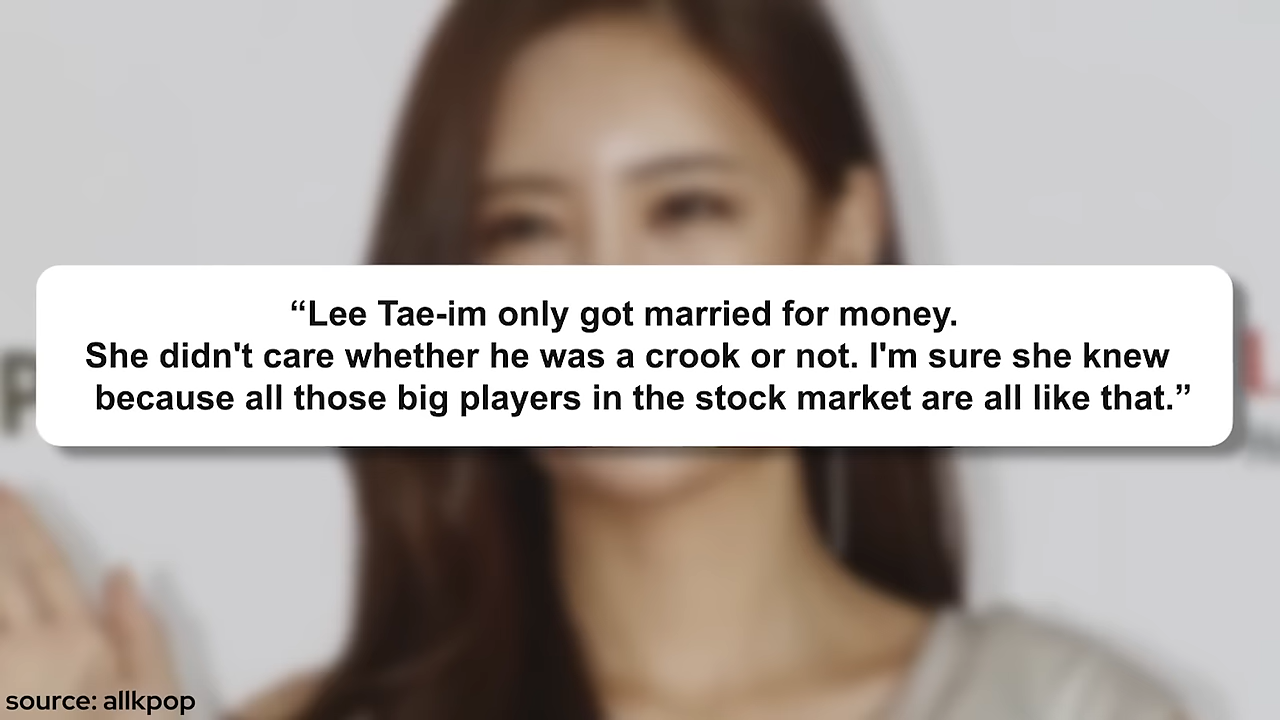 “Lee Tae-im only got married for money.
She didn't care whether he was a crook or not. I'm sure she knew
because all those big players in the stock market are all like that.”
source: allkpop